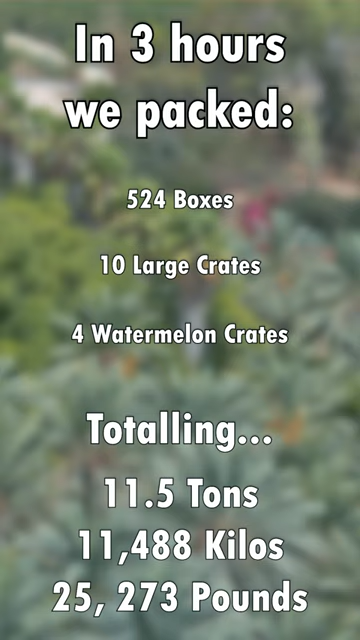 In 3 hours
we packed:
524 Boxes
10 Large Crates
4 Watermelon Crates
Totalling...
11.5 Tons
11,488 Kilos
25, 273 Pounds